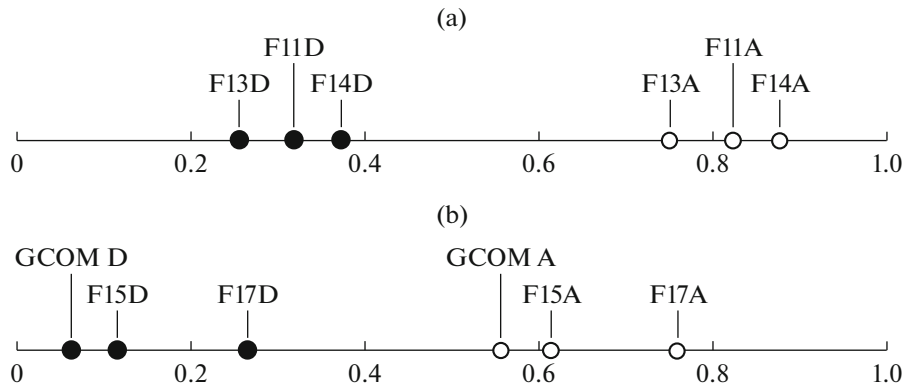 (a)
F11D F11A
F13D F14D F13A F14A
0 0.2 0.4 0.6 0.8 1.0
(b)
GCOM D GCOM A
F15D F17D F15A F17A
0 0.2 0.4 0.6 0.8 1.0